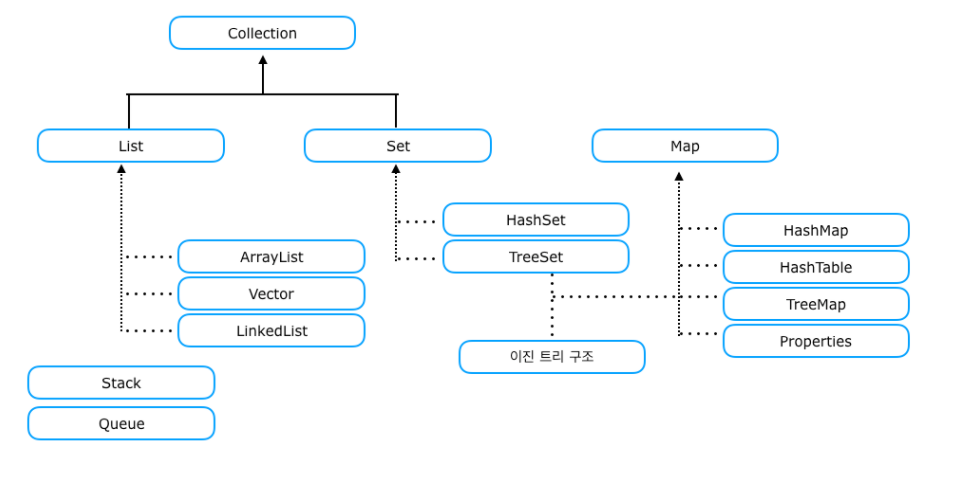 Collection
List
Set
Map
HashSet
TreeSet
HashMap
HashTable
TreeMap
Properties
ArrayList
Vector
LinkedList
이진 트리 구조
Stack
Queue